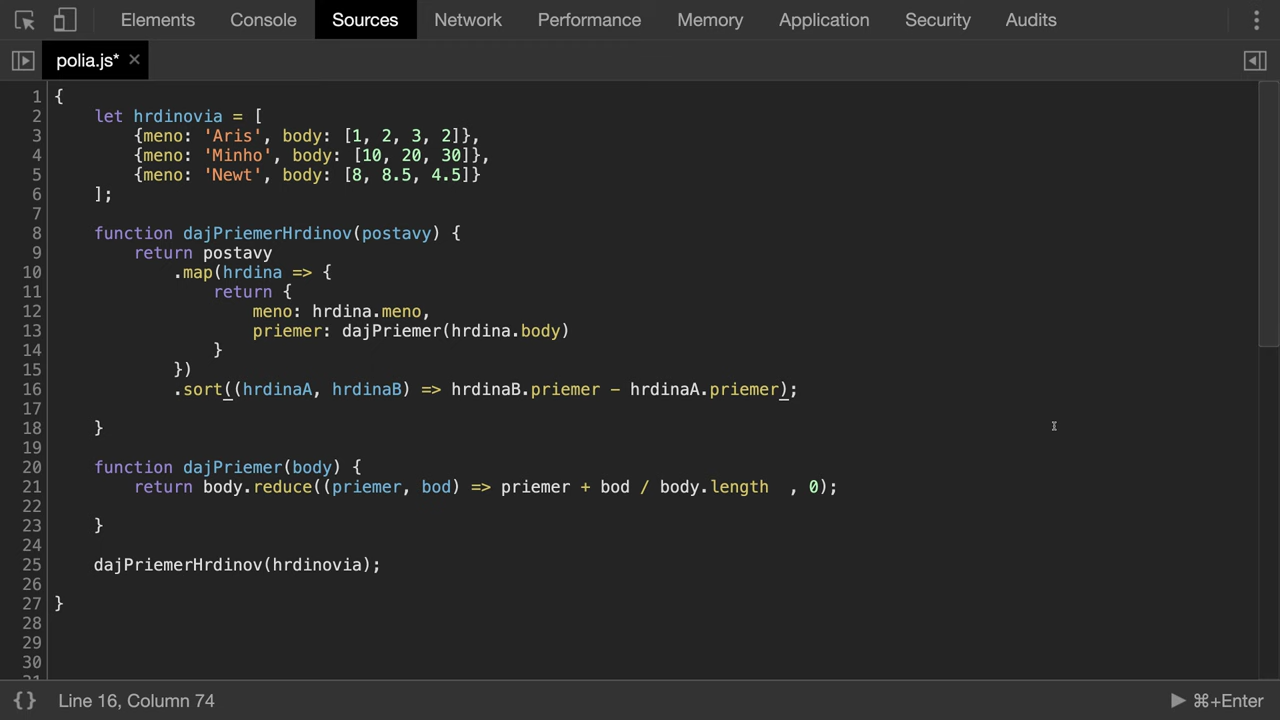 Elements Console Sources Network Performance Memory Application Security Audits
polia.js* ×
1 {
2 let hrdinovia = [
3 {meno: 'Aris', body: [1, 2, 3, 2]},
4 {meno: 'Minho', body: [10, 20, 30]},
5 {meno: 'Newt', body: [8, 8.5, 4.5]}
6 ];
7
8 function dajPriemerHrdinov(postavy) {
9 return postavy
10 .map(hrdina => {
11 return {
12 meno: hrdina.meno,
13 priemer: dajPriemer(hrdina.body)
14 }
15 })
16 .sort((hrdinaA, hrdinaB) => hrdinaB.priemer - hrdinaA.priemer);
17
18 }
19
20 function dajPriemer(body) {
21 return body.reduce((priemer, bod) => priemer + bod / body.length  , 0);
22
23 }
24
25 dajPriemerHrdinov(hrdinovia);
26
27 }
28
29
30
31
{} Line 16, Column 74 ▶ ⌘+Enter